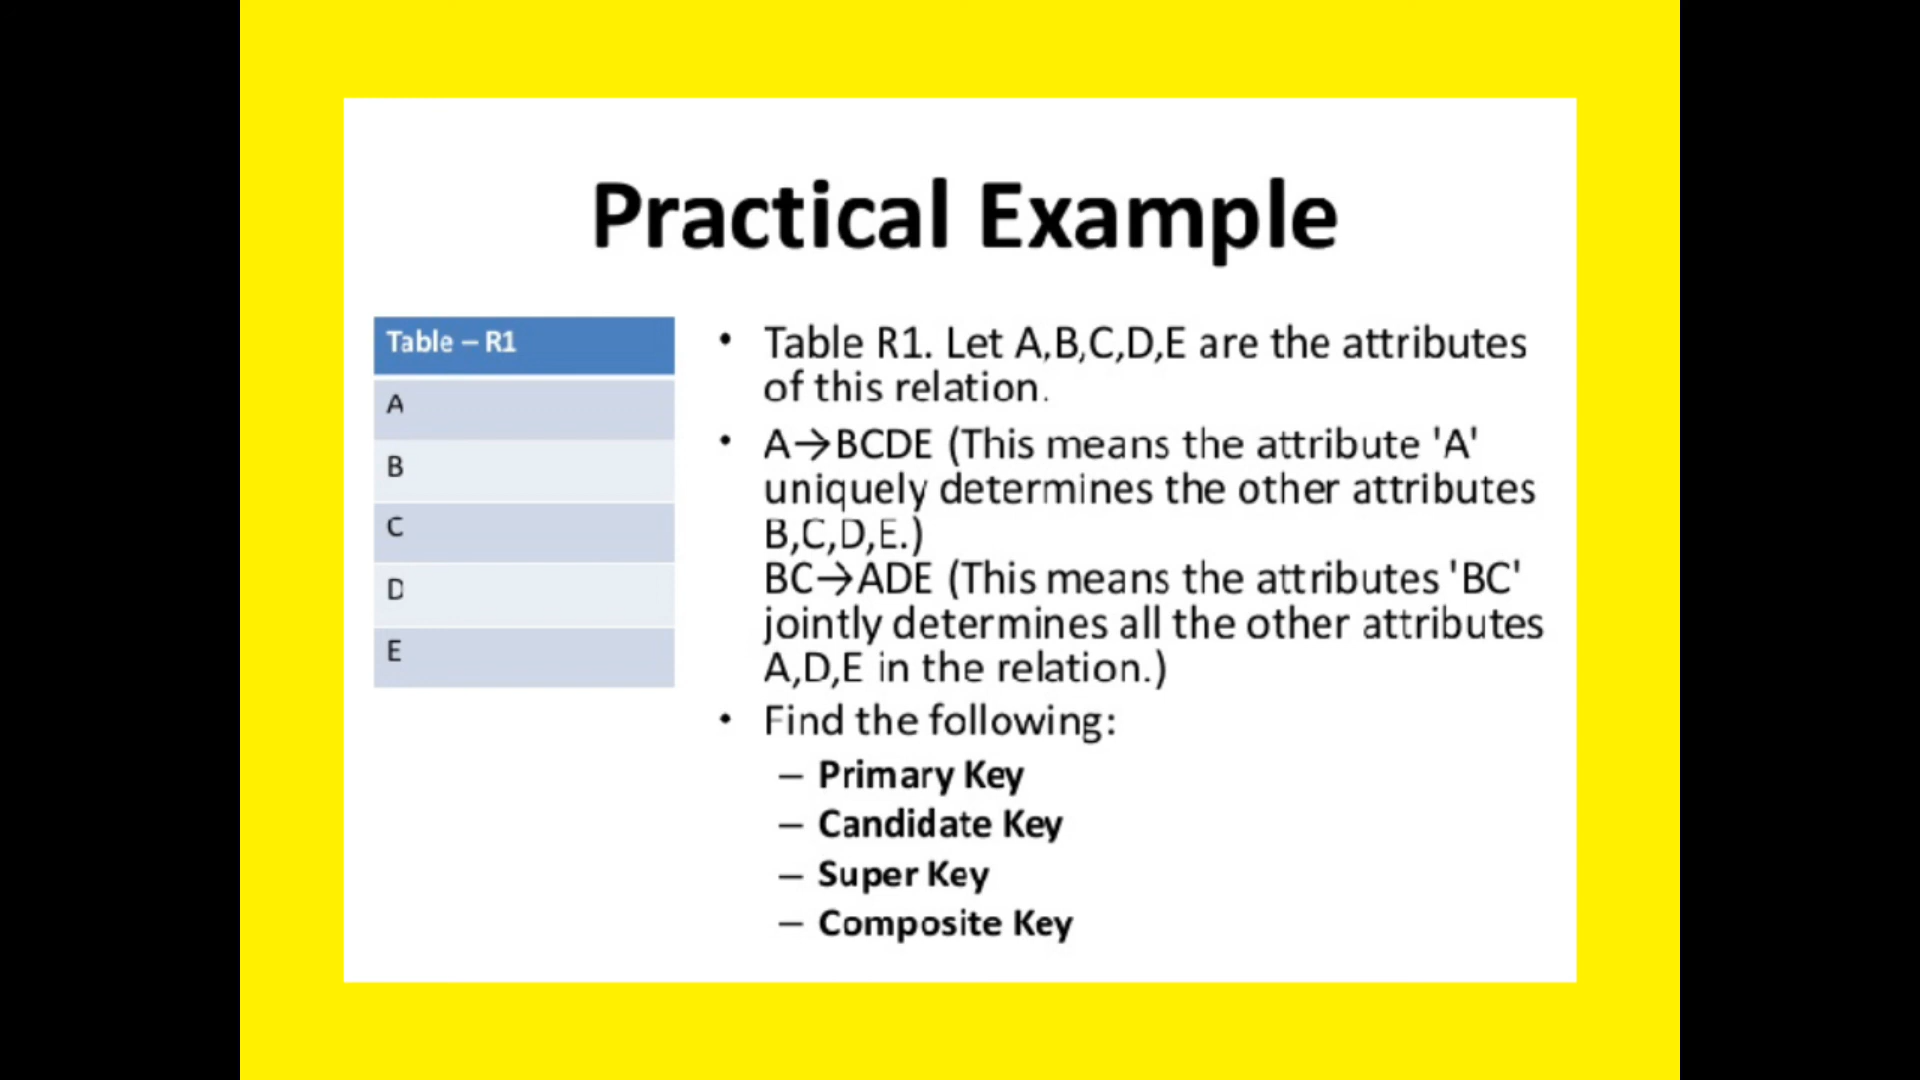 Practical Example
Table – R1
A
B
C
D
E
• Table R1. Let A,B,C,D,E are the attributes
of this relation.
• A→BCDE (This means the attribute 'A'
uniquely determines the other attributes
B,C,D,E.)
BC→ADE (This means the attributes 'BC'
jointly determines all the other attributes
A,D,E in the relation.)
• Find the following:
– Primary Key
– Candidate Key
– Super Key
– Composite Key